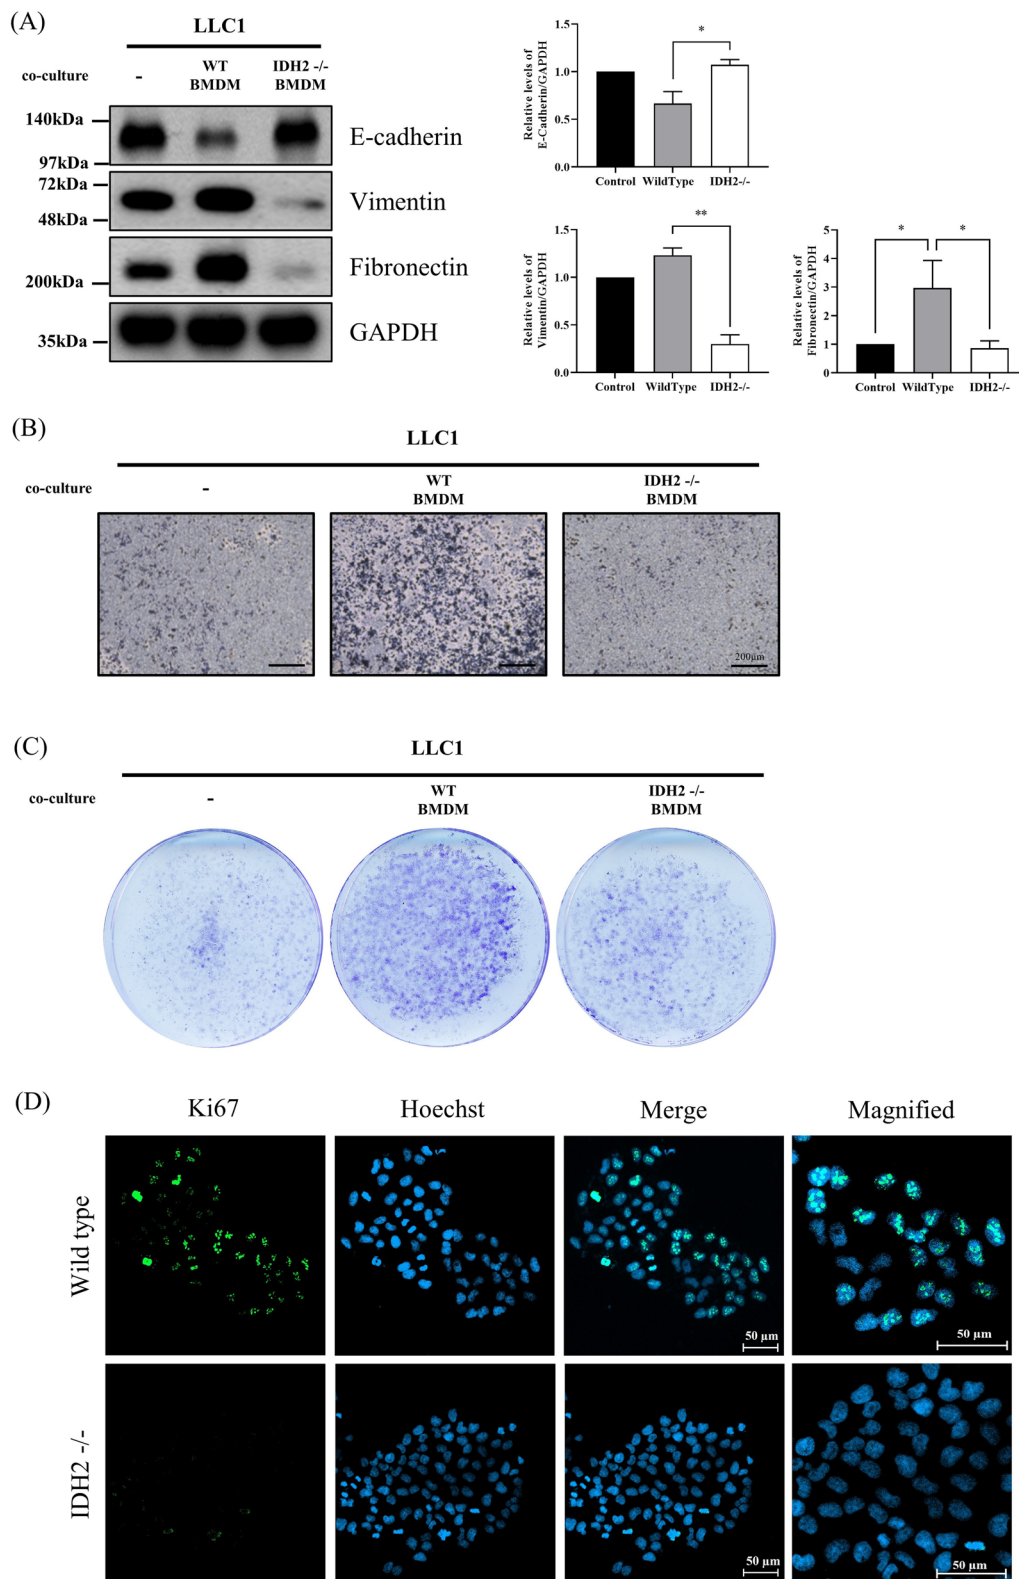 (A)
LLC1
co-culture
-
WT
BMDM
IDH2 -/-
BMDM
140kDa
97kDa
E-cadherin
72kDa
48kDa
Vimentin
200kDa
Fibronectin
35kDa
GAPDH
Relative levels of
E-Cadherin/GAPDH
1.5
1.0
0.5
0.0
*
Control
WildType
IDH2-/-
Relative levels of
Vimentin/GAPDH
1.5
1.0
0.5
0.0
**
Control
WildType
IDH2-/-
Relative levels of
Fibronectin/GAPDH
5
4
3
2
1
0
*
*
Control
WildType
IDH2-/-
(B)
LLC1
co-culture
-
WT
BMDM
IDH2 -/-
BMDM
200µm
(C)
LLC1
co-culture
-
WT
BMDM
IDH2 -/-
BMDM
(D)
Ki67
Hoechst
Merge
Magnified
Wild type
50 µm
50 µm
IDH2 -/-
50 µm
50 µm